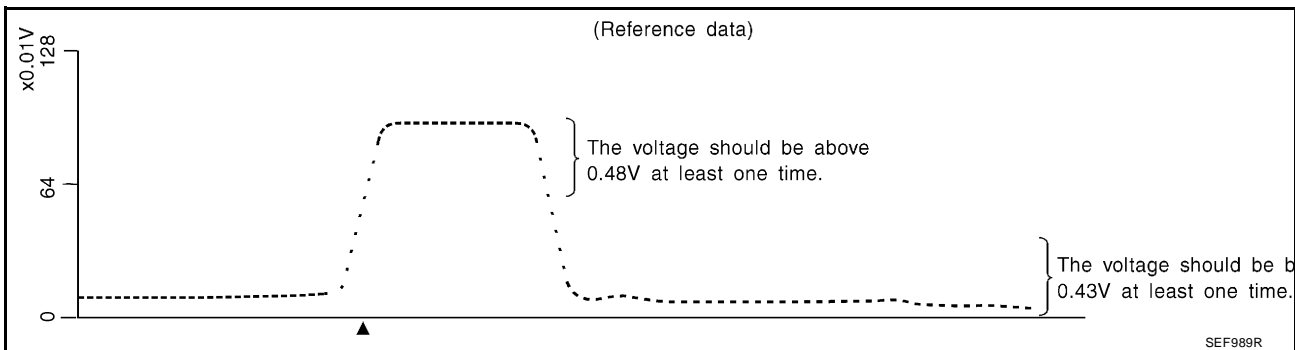 (Reference data)
x0.01V
128
64
0
The voltage should be above
0.48V at least one time.
The voltage should be
0.43V at least one time.
SEF989R